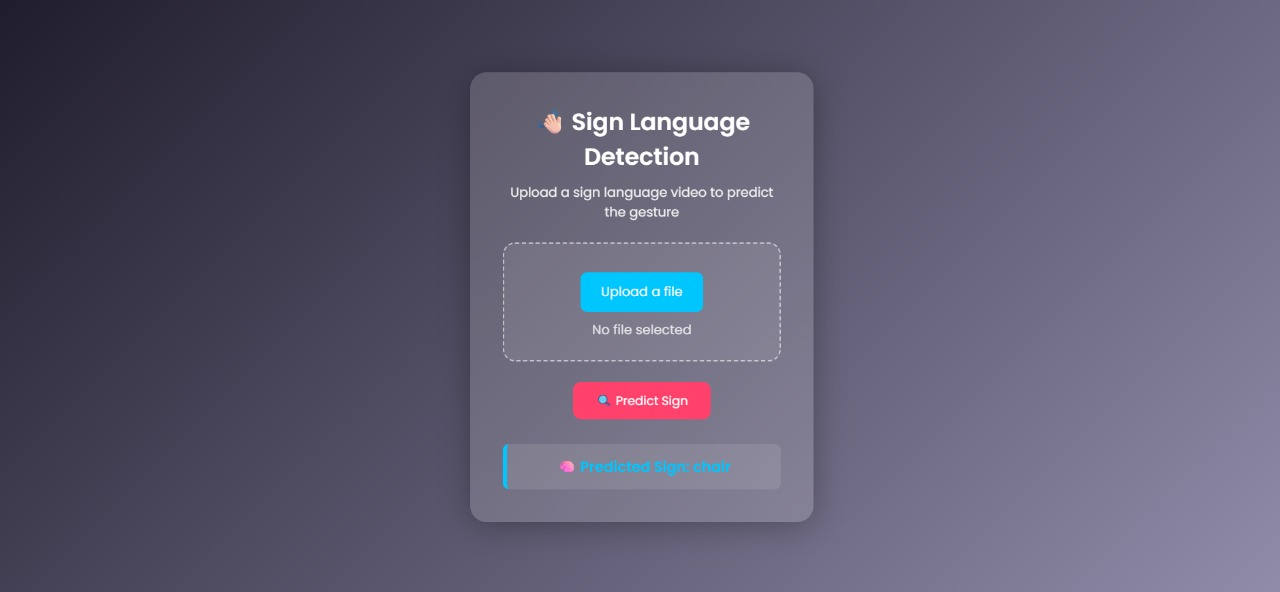 👋🏻 Sign Language
Detection
Upload a sign language video to predict
the gesture
Upload a file
No file selected
🔍 Predict Sign
🧠 Predicted Sign: chair